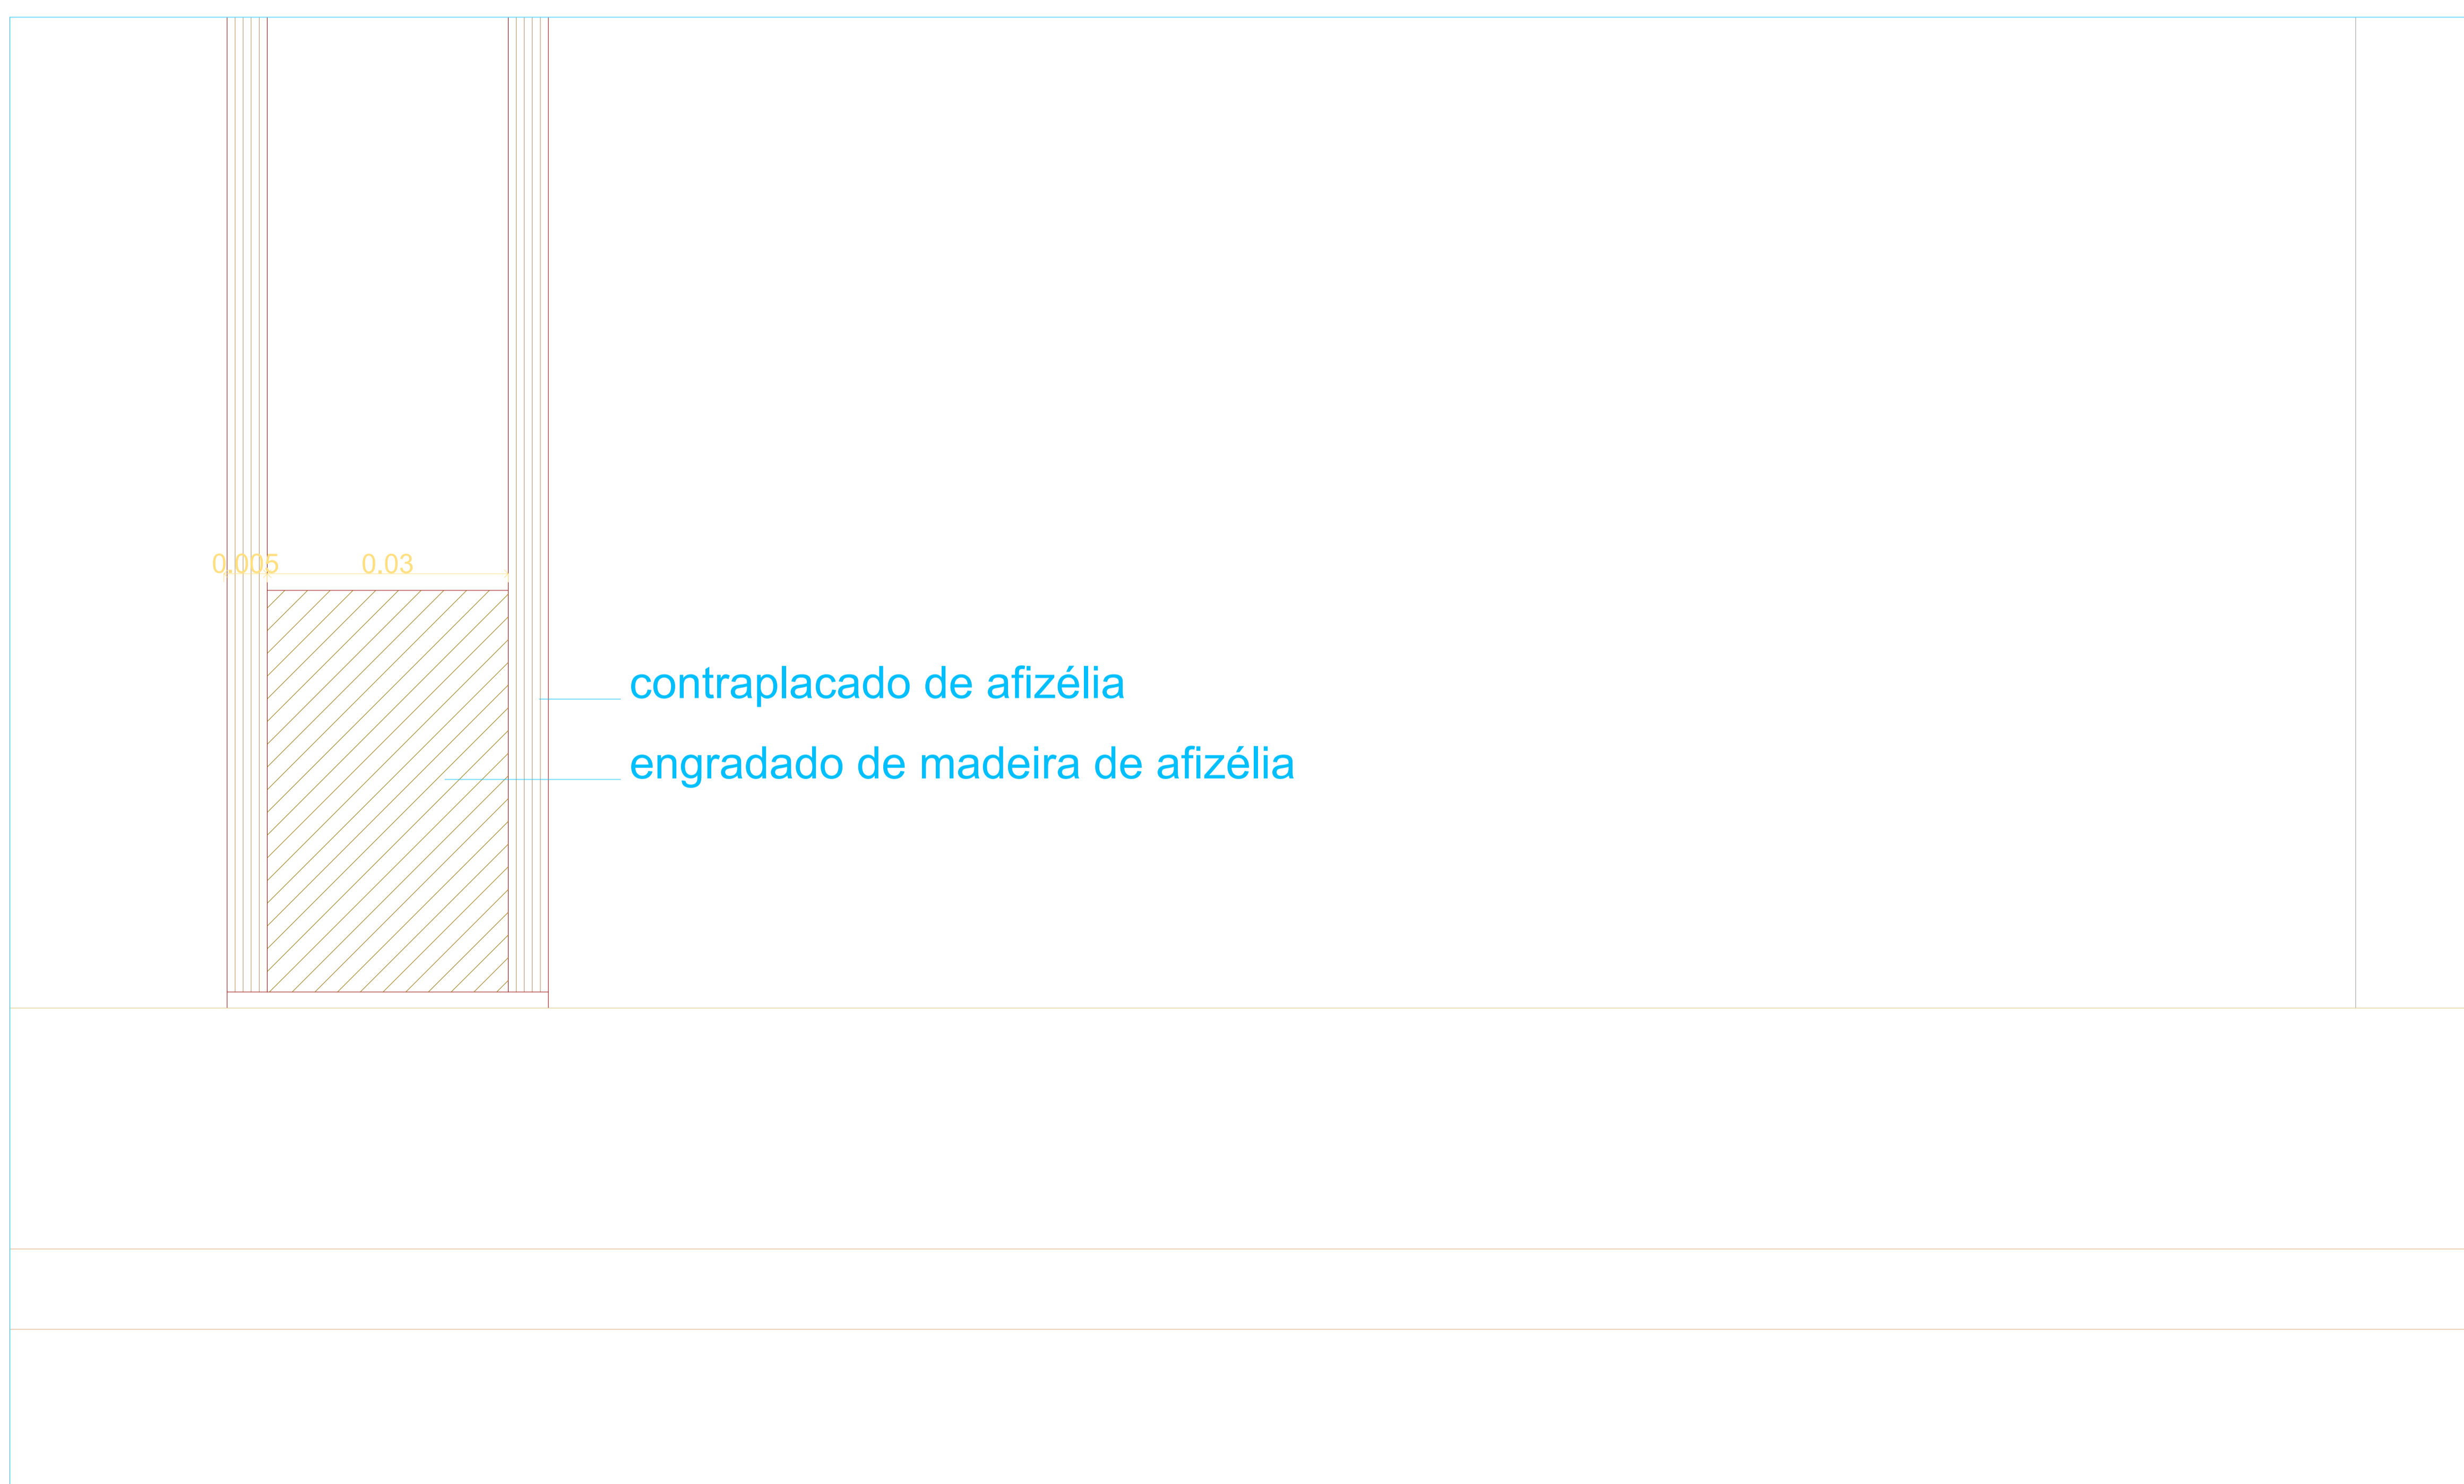 0.005 0.03
contraplacado de afizélia
engradado de madeira de afizélia